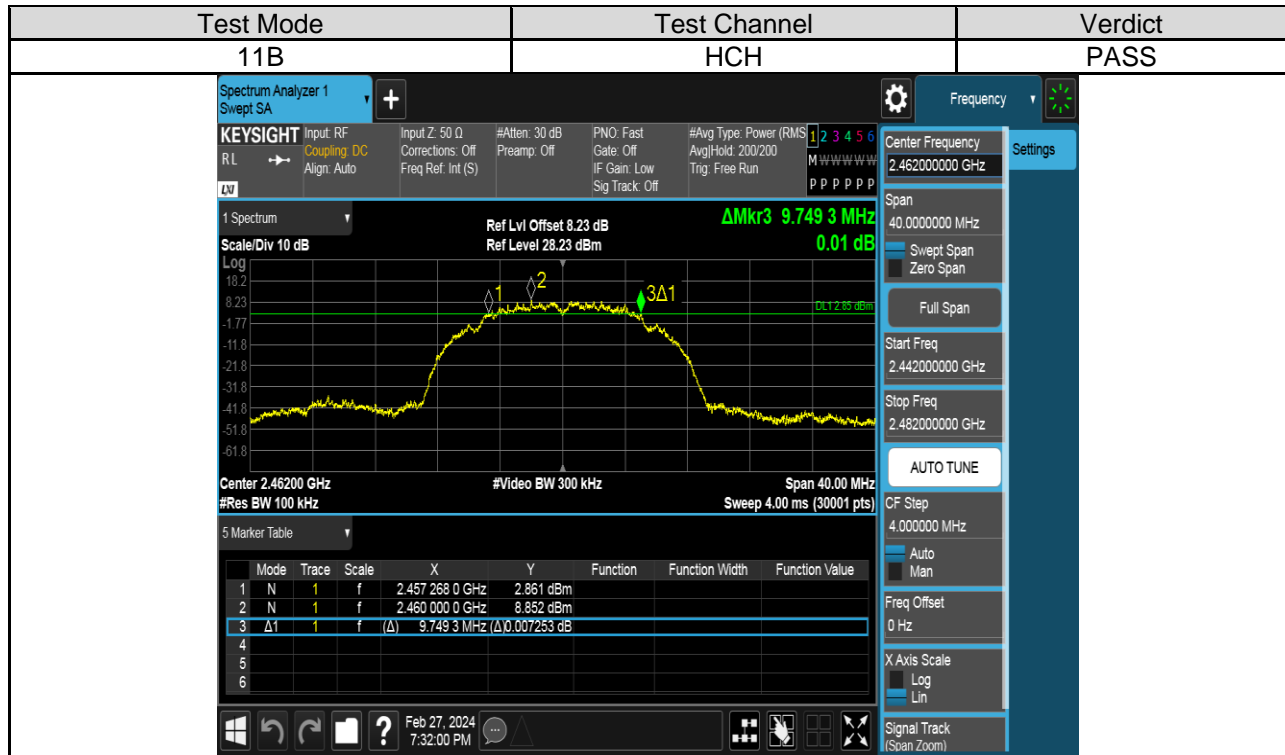 Test Mode Test Channel Verdict
11B HCH PASS
Spectrum Analyzer 1
Swept SA
+
Frequency
KEYSIGHT
RL
LXI
Input: RF
Coupling: DC
Align: Auto
Input Z: 50 Ω
Corrections: Off
Freq Ref: Int (S)
#Atten: 30 dB
Preamp: Off
PNO: Fast
Gate: Off
IF Gain: Low
Sig Track: Off
#Avg Type: Power (RMS
Avg|Hold: 200/200
Trig: Free Run
1 2 3 4 5 6
M W W W W W
P P P P P P
1 Spectrum
Scale/Div 10 dB
Ref Lvl Offset 8.23 dB
Ref Level 28.23 dBm
ΔMkr3 9.749 3 MHz
0.01 dB
Log
18.2
8.23
-1.77
-11.8
-21.8
-31.8
-41.8
-51.8
-61.8
1
2
3Δ1
DL1 2.85 dBm
Center 2.46200 GHz
#Video BW 300 kHz
Span 40.00 MHz
#Res BW 100 kHz
Sweep 4.00 ms (30001 pts)
5 Marker Table
Mode Trace Scale X Y Function Function Width Function Value
1 N 1 f 2.457 268 0 GHz 2.861 dBm
2 N 1 f 2.460 000 0 GHz 8.852 dBm
3 Δ1 1 f (Δ) 9.749 3 MHz (Δ)0.007253 dB
4
5
6
?
Feb 27, 2024
7:32:00 PM
Center Frequency
2.462000000 GHz
Settings
Span
40.0000000 MHz
Swept Span
Zero Span
Full Span
Start Freq
2.442000000 GHz
Stop Freq
2.482000000 GHz
AUTO TUNE
CF Step
4.000000 MHz
Auto
Man
Freq Offset
0 Hz
X Axis Scale
Log
Lin
Signal Track
(Span Zoom)